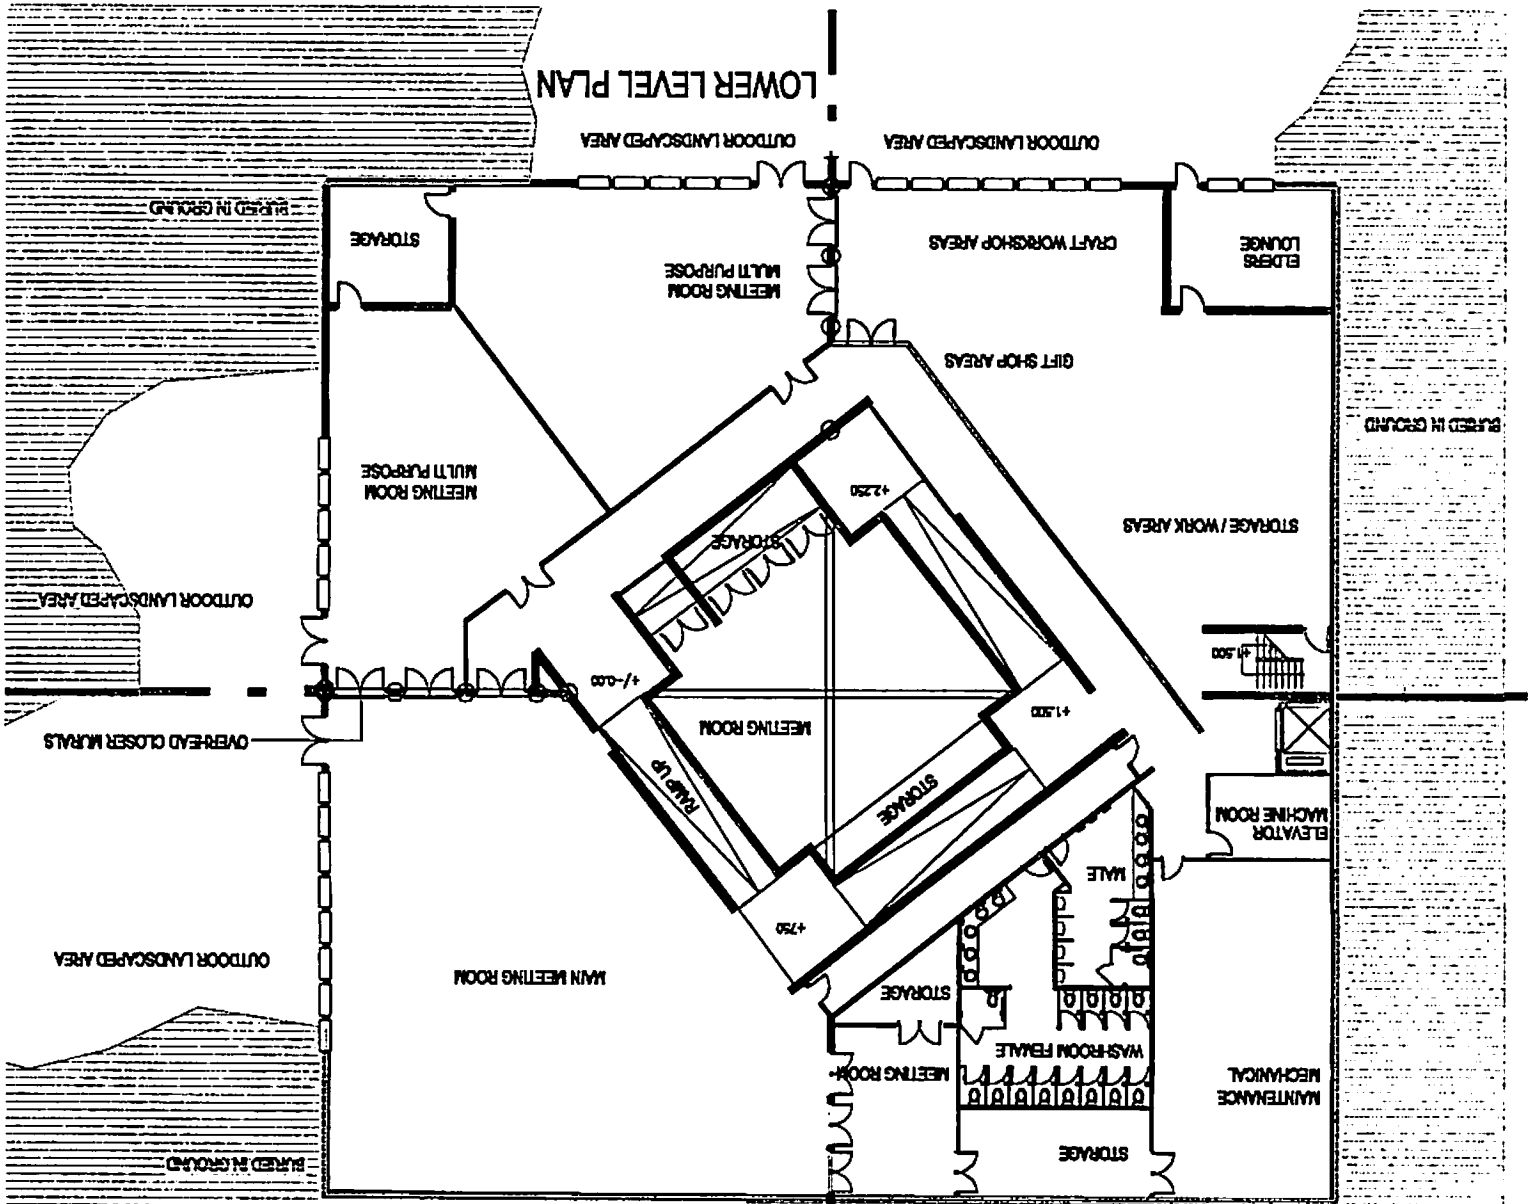 STORAGE
BURIED IN GROUND
MAINTENANCE
MECHANICAL
MEETING ROOM
WASHROOM FEMALE
STORAGE
MAIN MEETING ROOM
OUTDOOR LANDSCAPED AREA
+750
MALE
ELEVATOR
MACHINE ROOM
STORAGE
RAMP UP
OVERHEAD CLOSER MURALS
MEETING ROOM
+1,500
+/-0.00
+1,500
OUTDOOR LANDSCAPED AREA
STORAGE
STORAGE / WORK AREAS
+2,250
MEETING ROOM
MULTI PURPOSE
BURIED IN GROUND
GIFT SHOP AREAS
MEETING ROOM
MULTI PURPOSE
ELDERS
LOUNGE
CRAFT WORKSHOP AREAS
STORAGE
BURIED IN GROUND
OUTDOOR LANDSCAPED AREA
OUTDOOR LANDSCAPED AREA
LOWER LEVEL PLAN